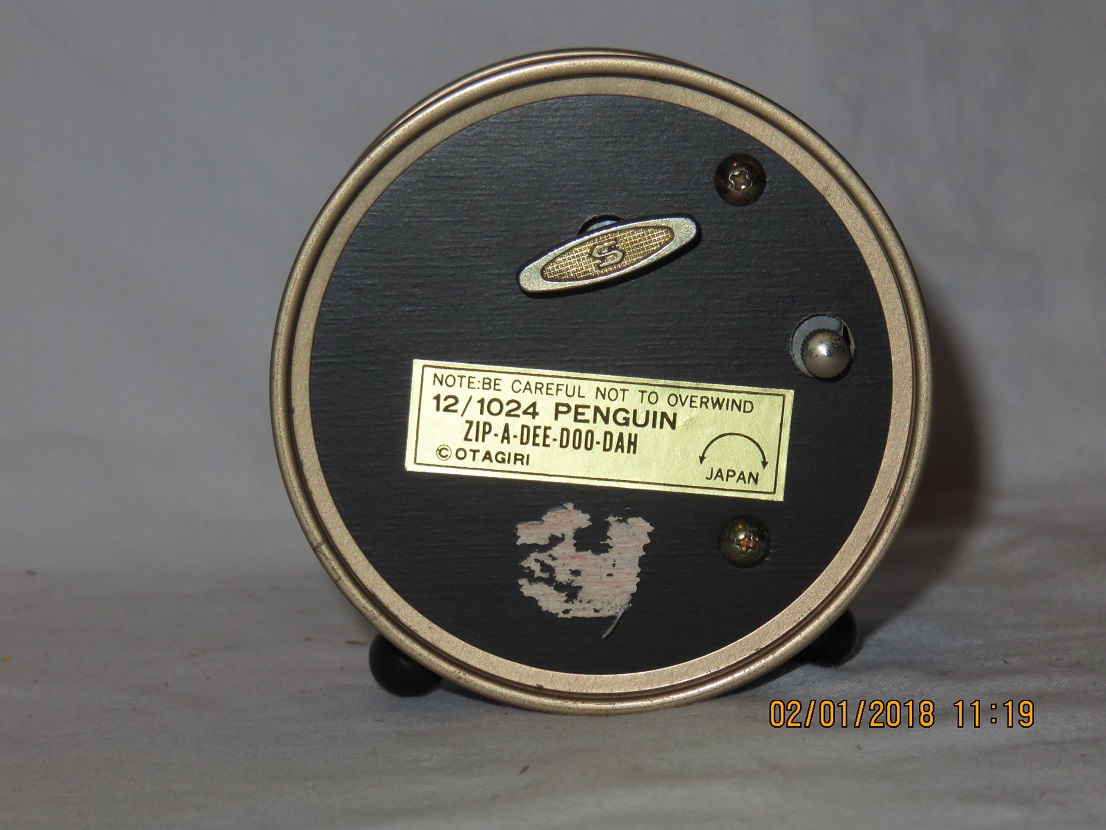 S
NOTE:BE CAREFUL NOT TO OVERWIND
12/1024 PENGUIN
ZIP-A-DEE-DOO-DAH
©OTAGIRI
JAPAN
02/01/2018 11:19